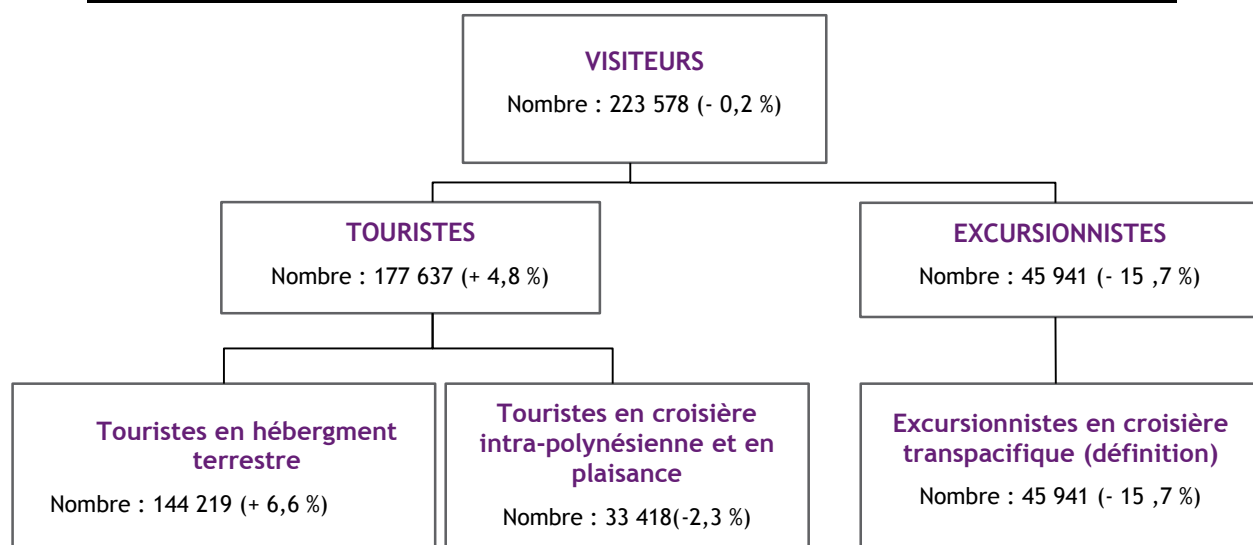 VISITEURS
Nombre : 223 578 (- 0,2 %)
TOURISTES
Nombre : 177 637 (+ 4,8 %)
EXCURSIONNISTES
Nombre : 45 941 (- 15 ,7 %)
Touristes en hébergment
terrestre
Nombre : 144 219 (+ 6,6 %)
Touristes en croisière
intra-polynésienne et en
plaisance
Nombre : 33 418(-2,3 %)
Excursionnistes en croisière
transpacifique (définition)
Nombre : 45 941 (- 15 ,7 %)